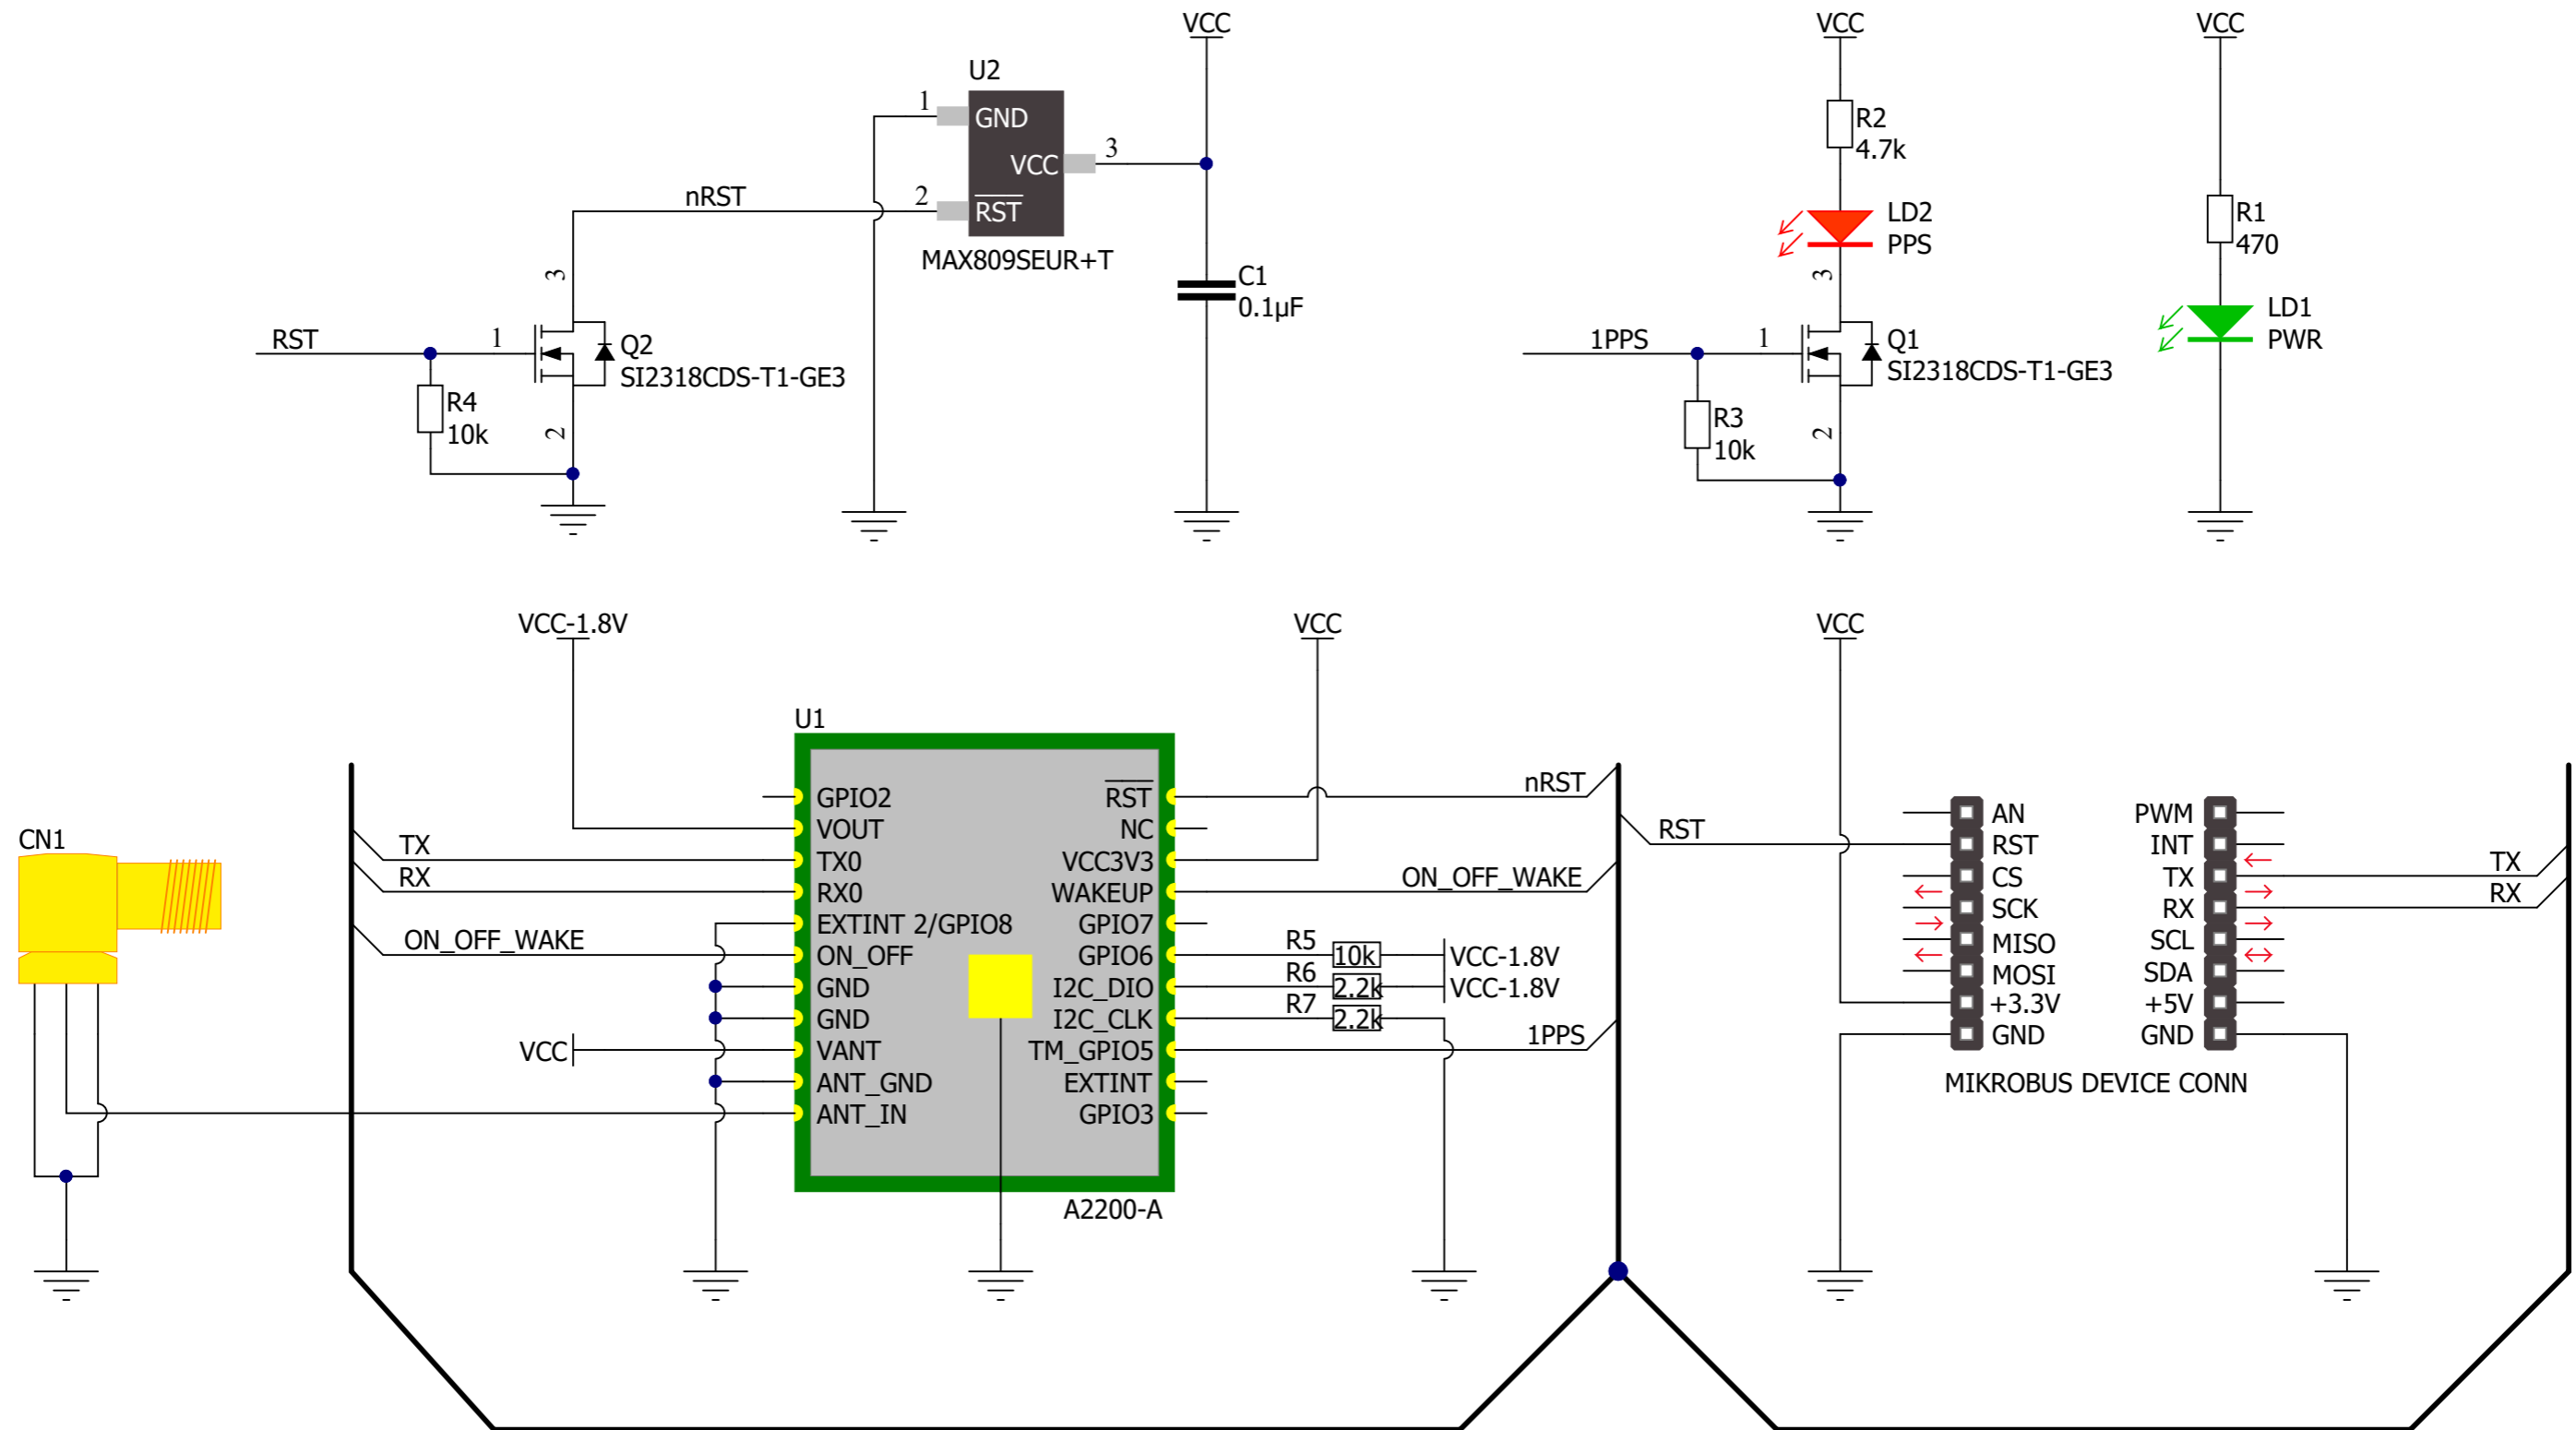 VCC
VCC
VCC
U2
1
GND
VCC
3
nRST
2
RST
MAX809SEUR+T
C1
0.1µF
3
RST
1
Q2
SI2318CDS-T1-GE3
R4
10k
2
R2
4.7k
LD2
PPS
3
1PPS
1
Q1
SI2318CDS-T1-GE3
R3
10k
2
R1
470
LD1
PWR
VCC-1.8V
VCC
VCC
CN1
U1
TX
RX
ON_OFF_WAKE
VCC
GPIO2
VOUT
TX0
RX0
EXTINT 2/GPIO8
ON_OFF
GND
GND
VANT
ANT_GND
ANT_IN
RST
NC
VCC3V3
WAKEUP
GPIO7
GPIO6
I2C_DIO
I2C_CLK
TM_GPIO5
EXTINT
GPIO3
A2200-A
nRST
ON_OFF_WAKE
R5 10k VCC-1.8V
R6 2.2k VCC-1.8V
R7 2.2k
1PPS
RST
AN
RST
CS
SCK
MISO
MOSI
+3.3V
GND
PWM
INT
TX
RX
SCL
SDA
+5V
GND
TX
RX
MIKROBUS DEVICE CONN